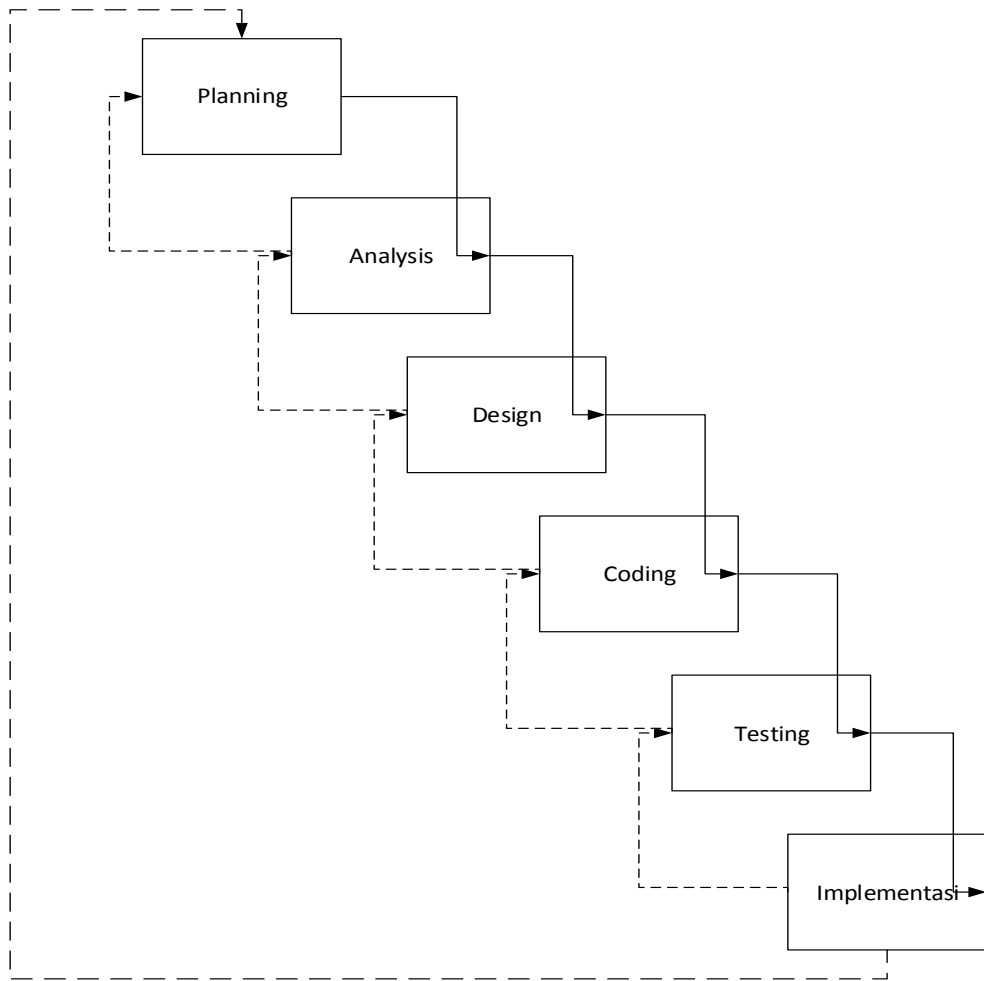 Planning
Analysis
Design
Coding
Testing
Implementasi